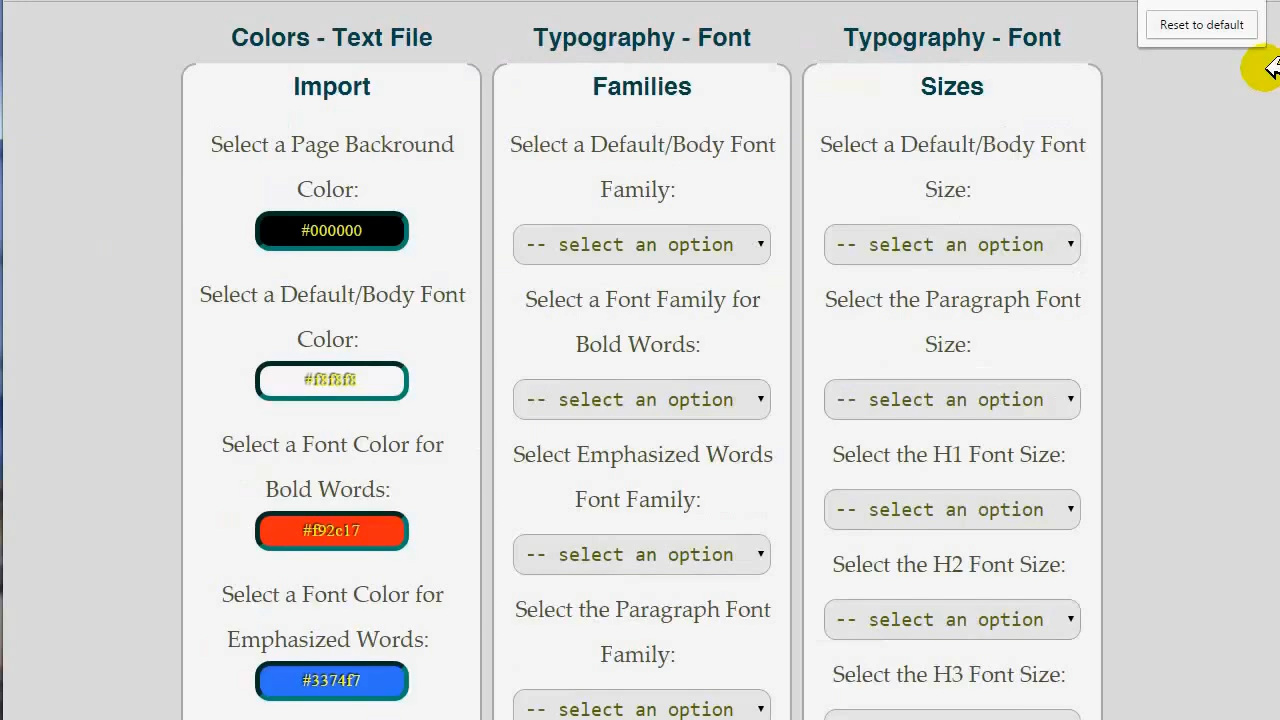 Reset to default
Colors - Text File
Import
Select a Page Backround
Color:
#000000
Select a Default/Body Font
Color:
#f8f8f8
Select a Font Color for
Bold Words:
#f92c17
Select a Font Color for
Emphasized Words:
#3374f7
Typography - Font
Families
Select a Default/Body Font
Family:
-- select an option
Select a Font Family for
Bold Words:
-- select an option
Select Emphasized Words
Font Family:
-- select an option
Select the Paragraph Font
Family:
-- select an option
Typography - Font
Sizes
Select a Default/Body Font
Size:
-- select an option
Select the Paragraph Font
Size:
-- select an option
Select the H1 Font Size:
-- select an option
Select the H2 Font Size:
-- select an option
Select the H3 Font Size: